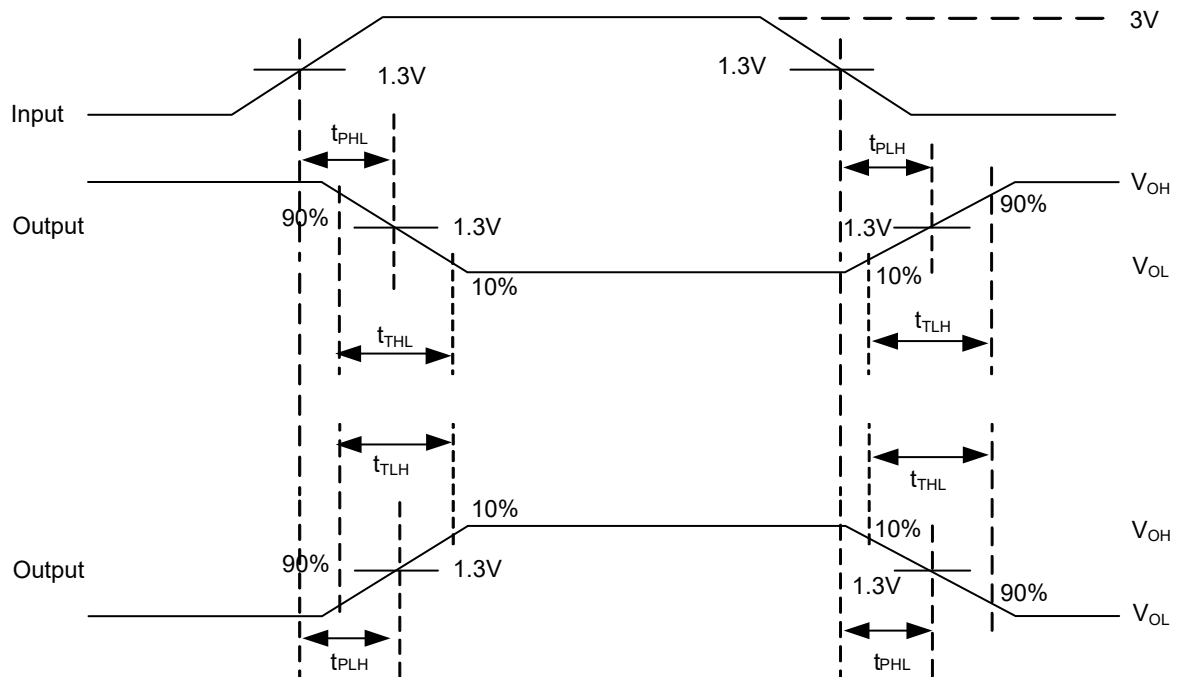 3V
1.3V
1.3V
Input
tPHL
tPLH
VOH
90%
90%
Output
1.3V
1.3V
VOL
10%
10%
tTHL
tTLH
tTLH
tTHL
10%
10%
VOH
90%
Output
1.3V
1.3V
90%
VOL
tPLH
tPHL